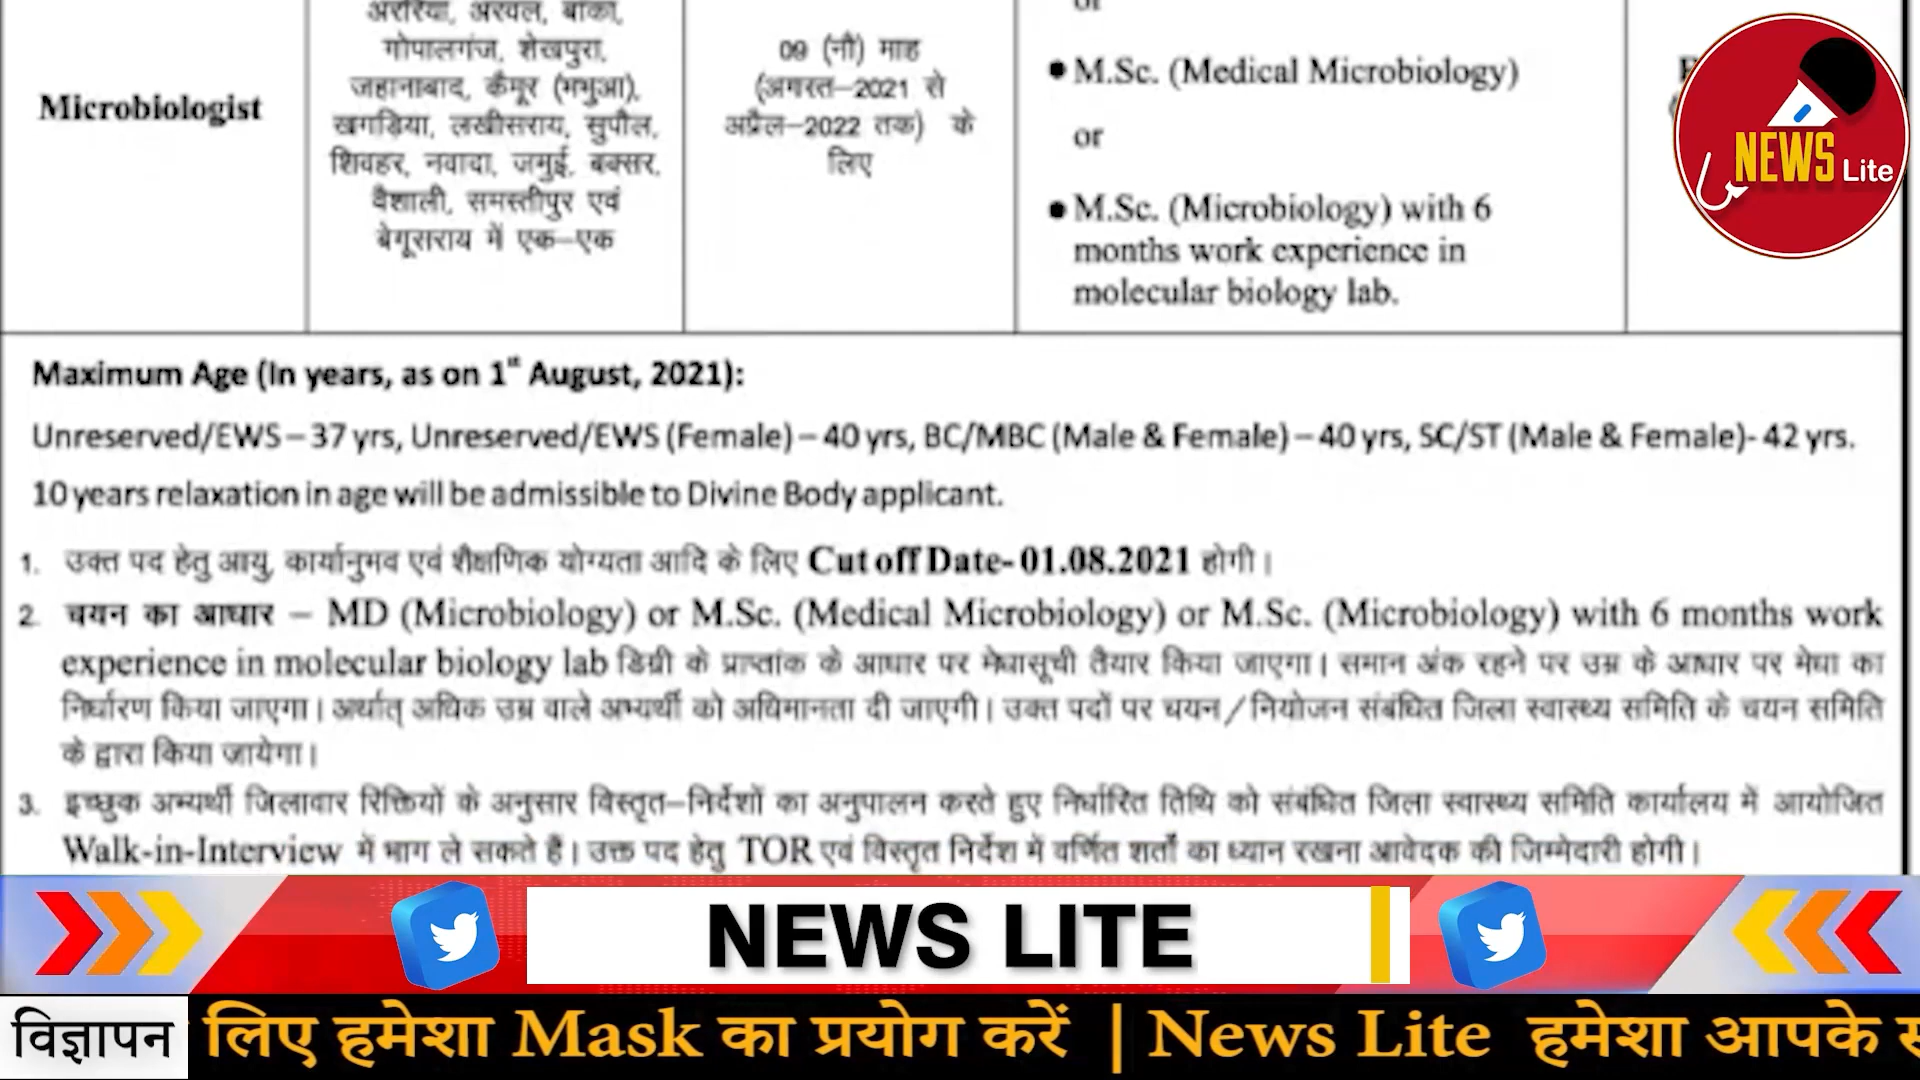 अररिया, अरवल, बांका,
गोपालगंज, शेखपुरा,
जहानाबाद, कैमूर (भभुआ),
खगड़िया, लखीसराय, सुपौल,
शिवहर, नवादा, जमुई, बक्सर,
वैशाली, समस्तीपुर एवं
बेगूसराय में एक–एक
Microbiologist
09 (नौ) माह
(अगस्त–2021 से
अप्रैल–2022 तक) के
लिए
or
• M.Sc. (Medical Microbiology)
or
• M.Sc. (Microbiology) with 6
months work experience in
molecular biology lab.
NEWS Lite
Maximum Age (In years, as on 1st August, 2021):
Unreserved/EWS – 37 yrs, Unreserved/EWS (Female) – 40 yrs, BC/MBC (Male & Female) – 40 yrs, SC/ST (Male & Female)- 42 yrs.
10 years relaxation in age will be admissible to Divine Body applicant.
1. उक्त पद हेतु आयु, कार्यानुभव एवं शैक्षणिक योग्यता आदि के लिए Cut off Date- 01.08.2021 होगी।
2. चयन का आधार – MD (Microbiology) or M.Sc. (Medical Microbiology) or M.Sc. (Microbiology) with 6 months work
experience in molecular biology lab डिग्री के प्राप्तांक के आधार पर मेधासूची तैयार किया जाएगा। समान अंक रहने पर उम्र के आधार पर मेधा का
निर्धारण किया जाएगा। अर्थात् अधिक उम्र वाले अभ्यर्थी को अधिमानता दी जाएगी। उक्त पदों पर चयन/नियोजन संबंधित जिला स्वास्थ्य समिति के चयन समिति
के द्वारा किया जायेगा।
3. इच्छुक अभ्यर्थी जिलावार रिक्तियों के अनुसार विस्तृत–निर्देशों का अनुपालन करते हुए निर्धारित तिथि को संबंधित जिला स्वास्थ्य समिति कार्यालय में आयोजित
Walk-in-Interview में भाग ले सकते हैं। उक्त पद हेतु TOR एवं विस्तृत निर्देश में वर्णित शर्तों का ध्यान रखना आवेदक की जिम्मेदारी होगी।
NEWS LITE
विज्ञापन लिए हमेशा Mask का प्रयोग करें | News Lite हमेशा आपके